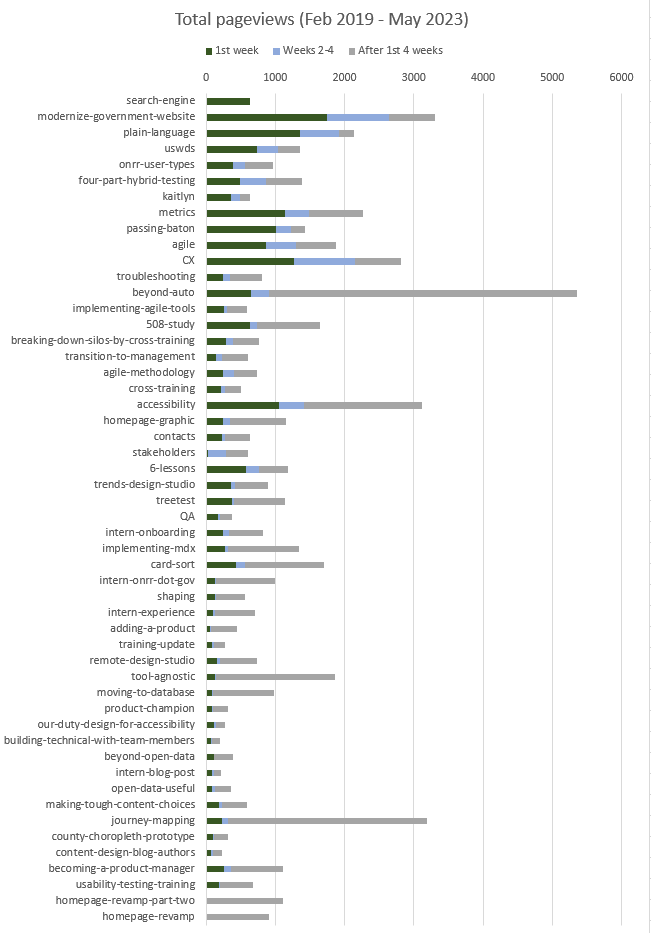 Total pageviews (Feb 2019 - May 2023)
1st week Weeks 2-4 After 1st 4 weeks
0 1000 2000 3000 4000 5000 6000
search-engine
modernize-government-website
plain-language
uswds
onrr-user-types
four-part-hybrid-testing
kaitlyn
metrics
passing-baton
agile
CX
troubleshooting
beyond-auto
implementing-agile-tools
508-study
breaking-down-silos-by-cross-training
transition-to-management
agile-methodology
cross-training
accessibility
homepage-graphic
contacts
stakeholders
6-lessons
trends-design-studio
treetest
QA
intern-onboarding
implementing-mdx
card-sort
intern-onrr-dot-gov
shaping
intern-experience
adding-a-product
training-update
remote-design-studio
tool-agnostic
moving-to-database
product-champion
our-duty-design-for-accessibility
building-technical-with-team-members
beyond-open-data
intern-blog-post
open-data-useful
making-tough-content-choices
journey-mapping
county-choropleth-prototype
content-design-blog-authors
becoming-a-product-manager
usability-testing-training
homepage-revamp-part-two
homepage-revamp